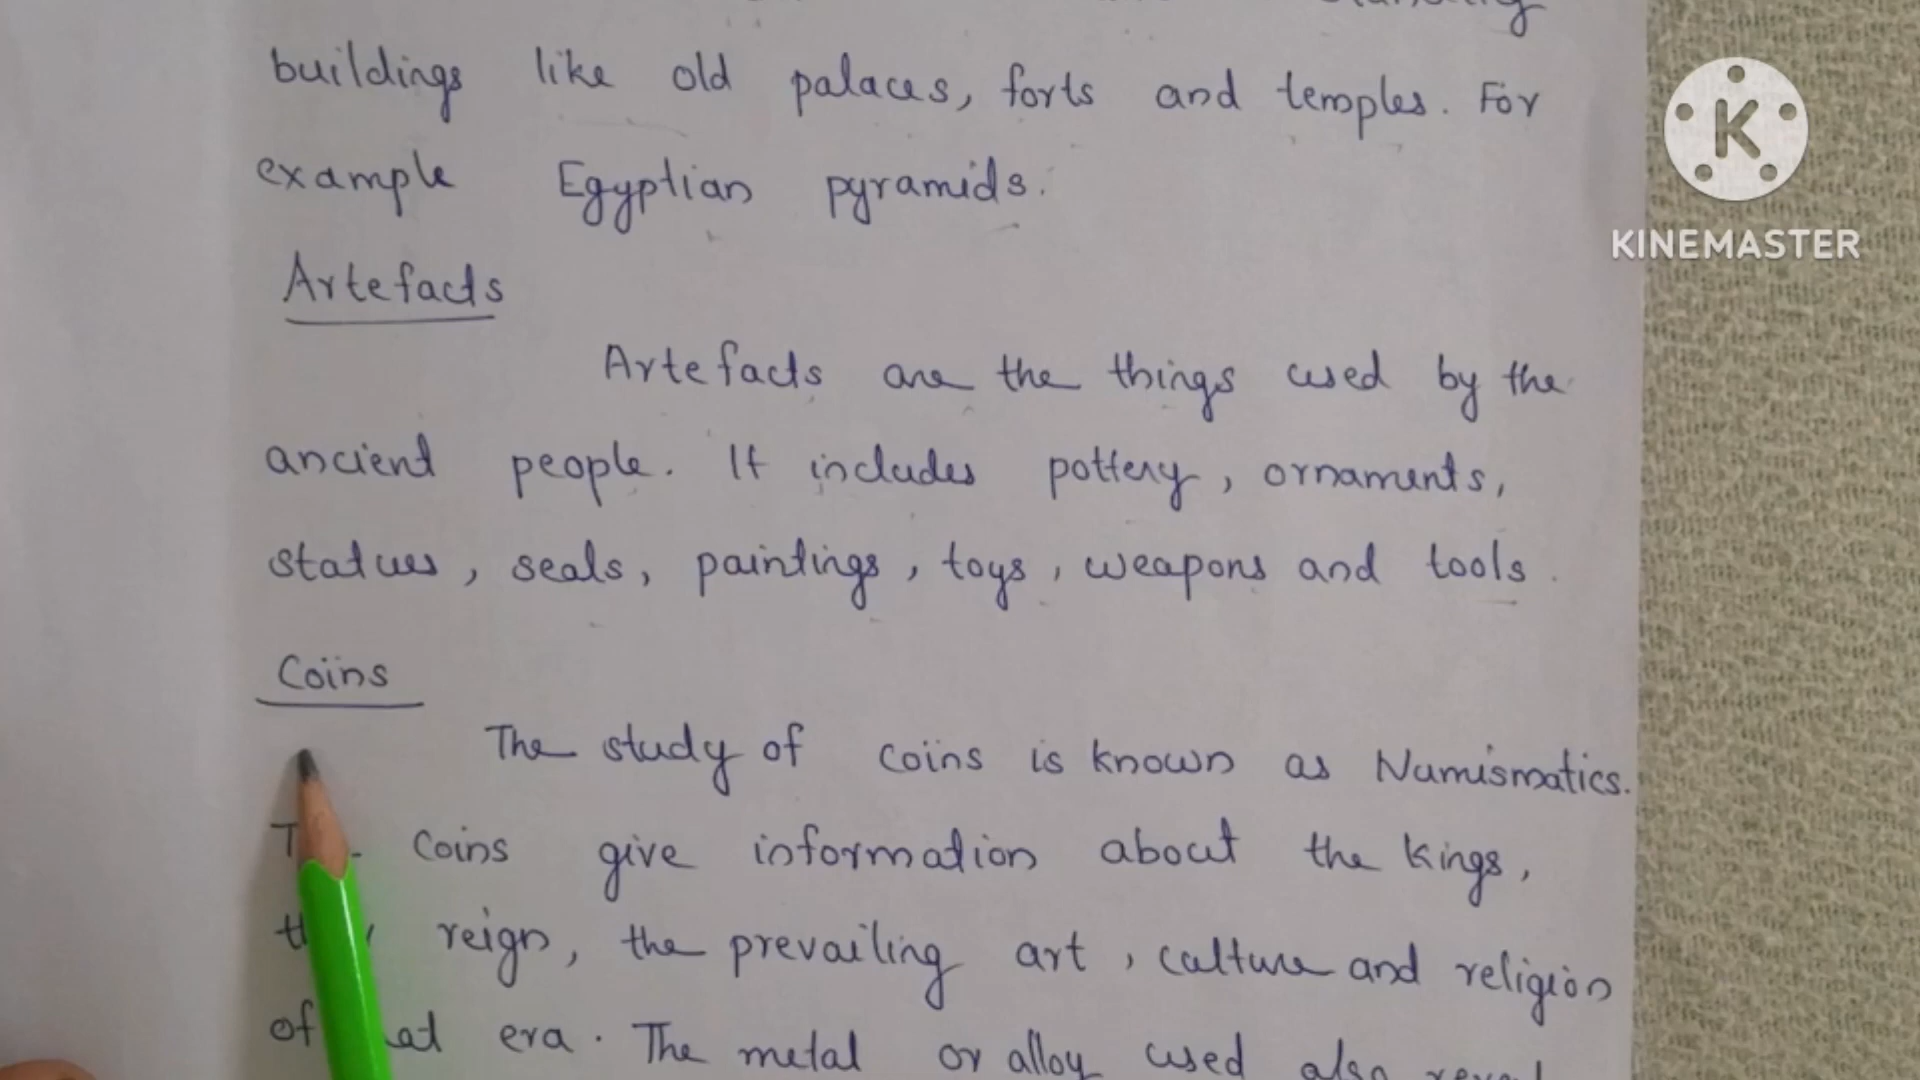 buildings like old palaces, forts and temples. For
example Egyptian pyramids.
Artefacts
Artefacts are the things used by the
ancient people. It includes pottery, ornaments,
statues, seals, paintings, toys, weapons and tools.
Coins
The study of coins is known as Numismatics.
coins give information about the kings,
reign, the prevailing art, culture and religion
of era. The metal or alloy used also
K
KINEMASTER